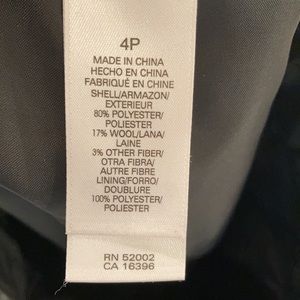 4P
MADE IN CHINA
HECHO EN CHINA
FABRIQUÉ EN CHINE
SHELL/ARMAZON/
EXTERIEUR
80% POLYESTER/
POLIESTER
17% WOOL/LANA/
LAINE
3% OTHER FIBER/
OTRA FIBRA/
AUTRE FIBRE
LINING/FORRO/
DOUBLURE
100% POLYESTER/
POLIESTER
RN 52002
CA 16396